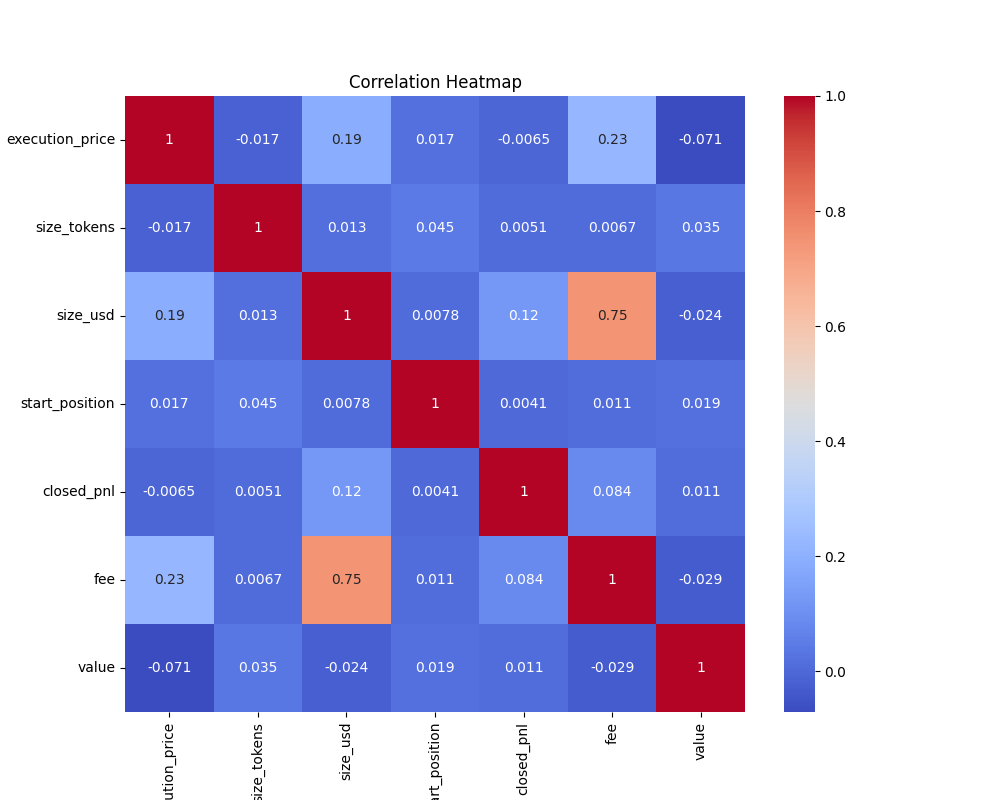 Correlation Heatmap
execution_price 1 -0.017 0.19 0.017 -0.0065 0.23 -0.071
size_tokens -0.017 1 0.013 0.045 0.0051 0.0067 0.035
size_usd 0.19 0.013 1 0.0078 0.12 0.75 -0.024
start_position 0.017 0.045 0.0078 1 0.0041 0.011 0.019
closed_pnl -0.0065 0.0051 0.12 0.0041 1 0.084 0.011
fee 0.23 0.0067 0.75 0.011 0.084 1 -0.029
value -0.071 0.035 -0.024 0.019 0.011 -0.029 1
ution_price
size_tokens
size_usd
art_position
closed_pnl
fee
value
1.0
0.8
0.6
0.4
0.2
0.0